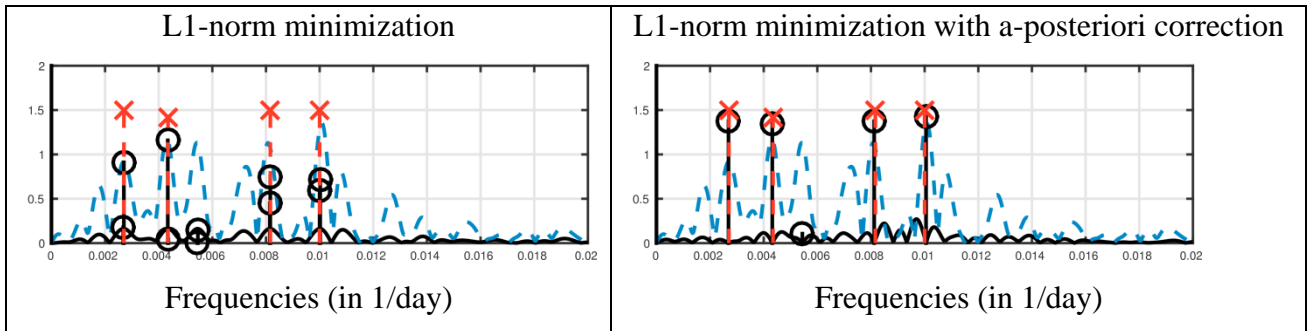 L1-norm minimization
2
1.5
1
0.5
0
0 0.002 0.004 0.006 0.008 0.01 0.012 0.014 0.016 0.018 0.02
Frequencies (in 1/day)
L1-norm minimization with a-posteriori correction
2
1.5
1
0.5
0
0 0.002 0.004 0.006 0.008 0.01 0.012 0.014 0.016 0.018 0.02
Frequencies (in 1/day)